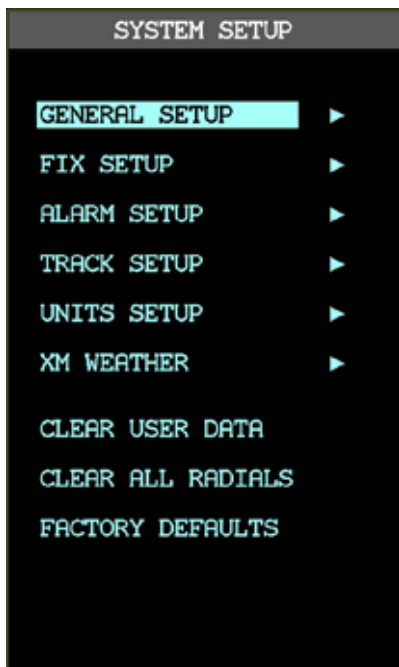 SYSTEM SETUP
GENERAL SETUP
FIX SETUP
ALARM SETUP
TRACK SETUP
UNITS SETUP
XM WEATHER
CLEAR USER DATA
CLEAR ALL RADIALS
FACTORY DEFAULTS